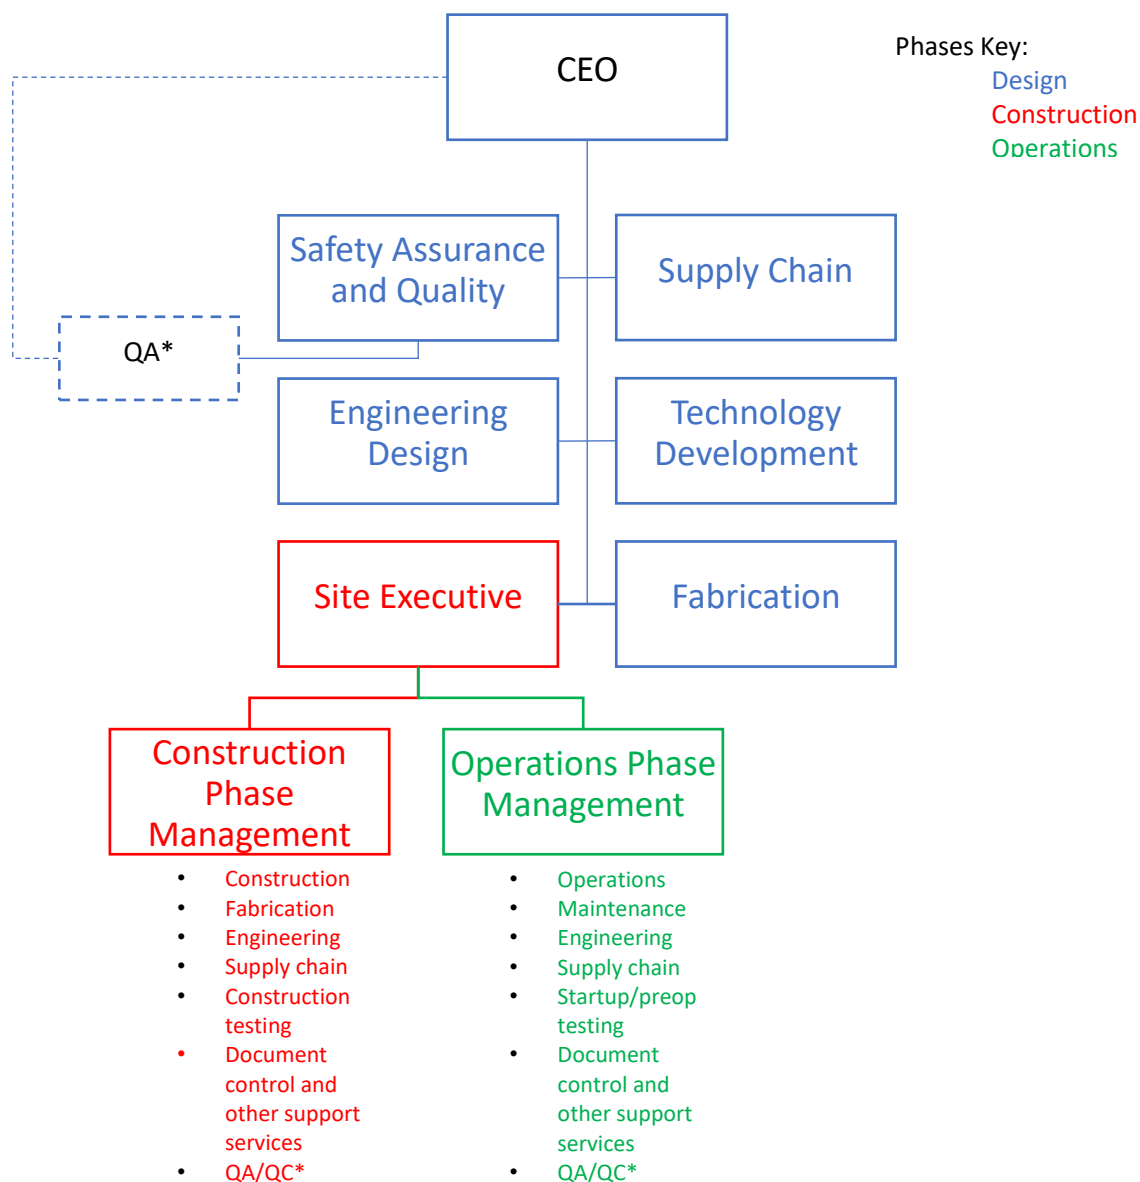 CEO
Phases Key:
Design
Construction
Operations
Safety Assurance
and Quality
Supply Chain
QA*
Engineering
Design
Technology
Development
Site Executive
Fabrication
Construction
Phase
Management
• Construction
• Fabrication
• Engineering
• Supply chain
• Construction
testing
• Document
control and
other support
services
• QA/QC*
Operations Phase
Management
• Operations
• Maintenance
• Engineering
• Supply chain
• Startup/preop
testing
• Document
control and
other support
services
• QA/QC*